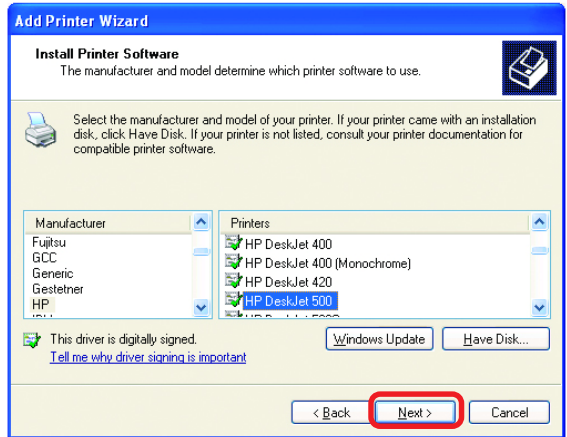 Add Printer Wizard
Install Printer Software
The manufacturer and model determine which printer software to use.
Select the manufacturer and model of your printer. If your printer came with an installation
disk, click Have Disk. If your printer is not listed, consult your printer documentation for
compatible printer software.
Manufacturer
Fujitsu
GCC
Generic
Gestetner
HP
Printers
HP DeskJet 400
HP DeskJet 400 (Monochrome)
HP DeskJet 420
HP DeskJet 500
This driver is digitally signed.
Tell me why driver signing is important
Windows Update
Have Disk...
< Back
Next >
Cancel